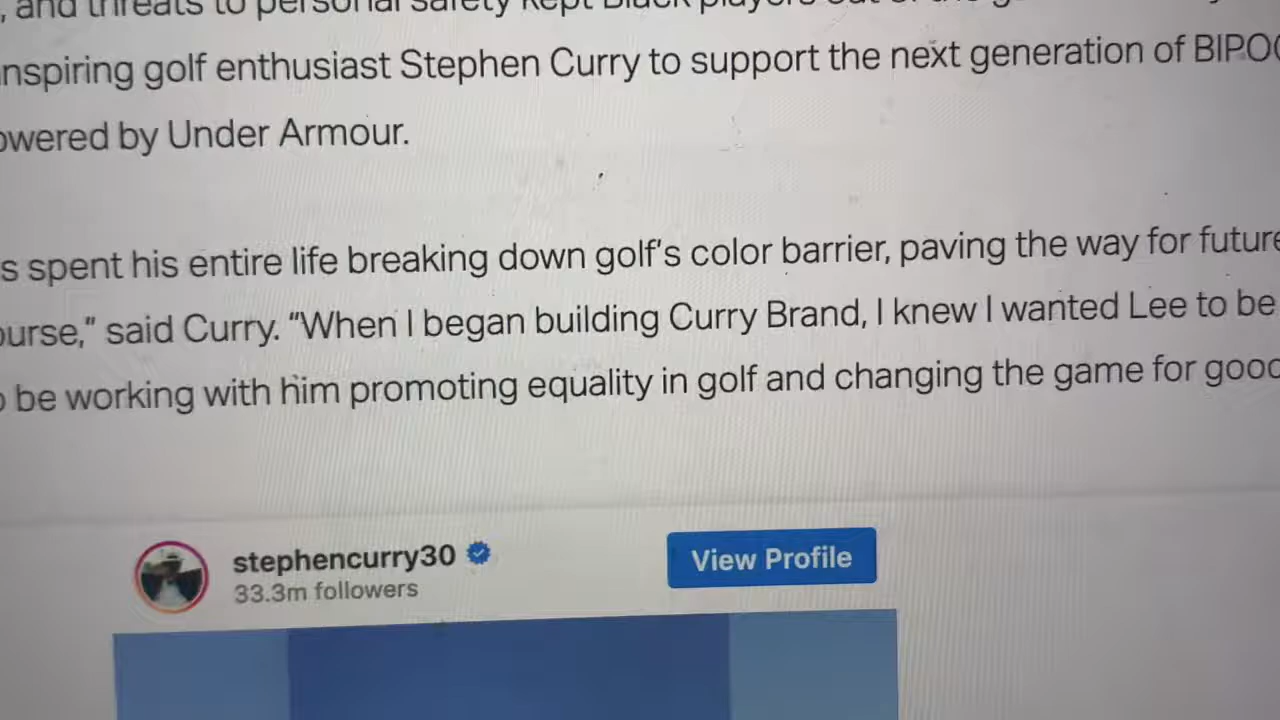 , and threats to personal safety kept Black players out of the
inspiring golf enthusiast Stephen Curry to support the next generation of BIPOC
owered by Under Armour.
s spent his entire life breaking down golf's color barrier, paving the way for future
ourse,” said Curry. “When I began building Curry Brand, I knew I wanted Lee to be
o be working with him promoting equality in golf and changing the game for good
stephencurry30
33.3m followers
View Profile